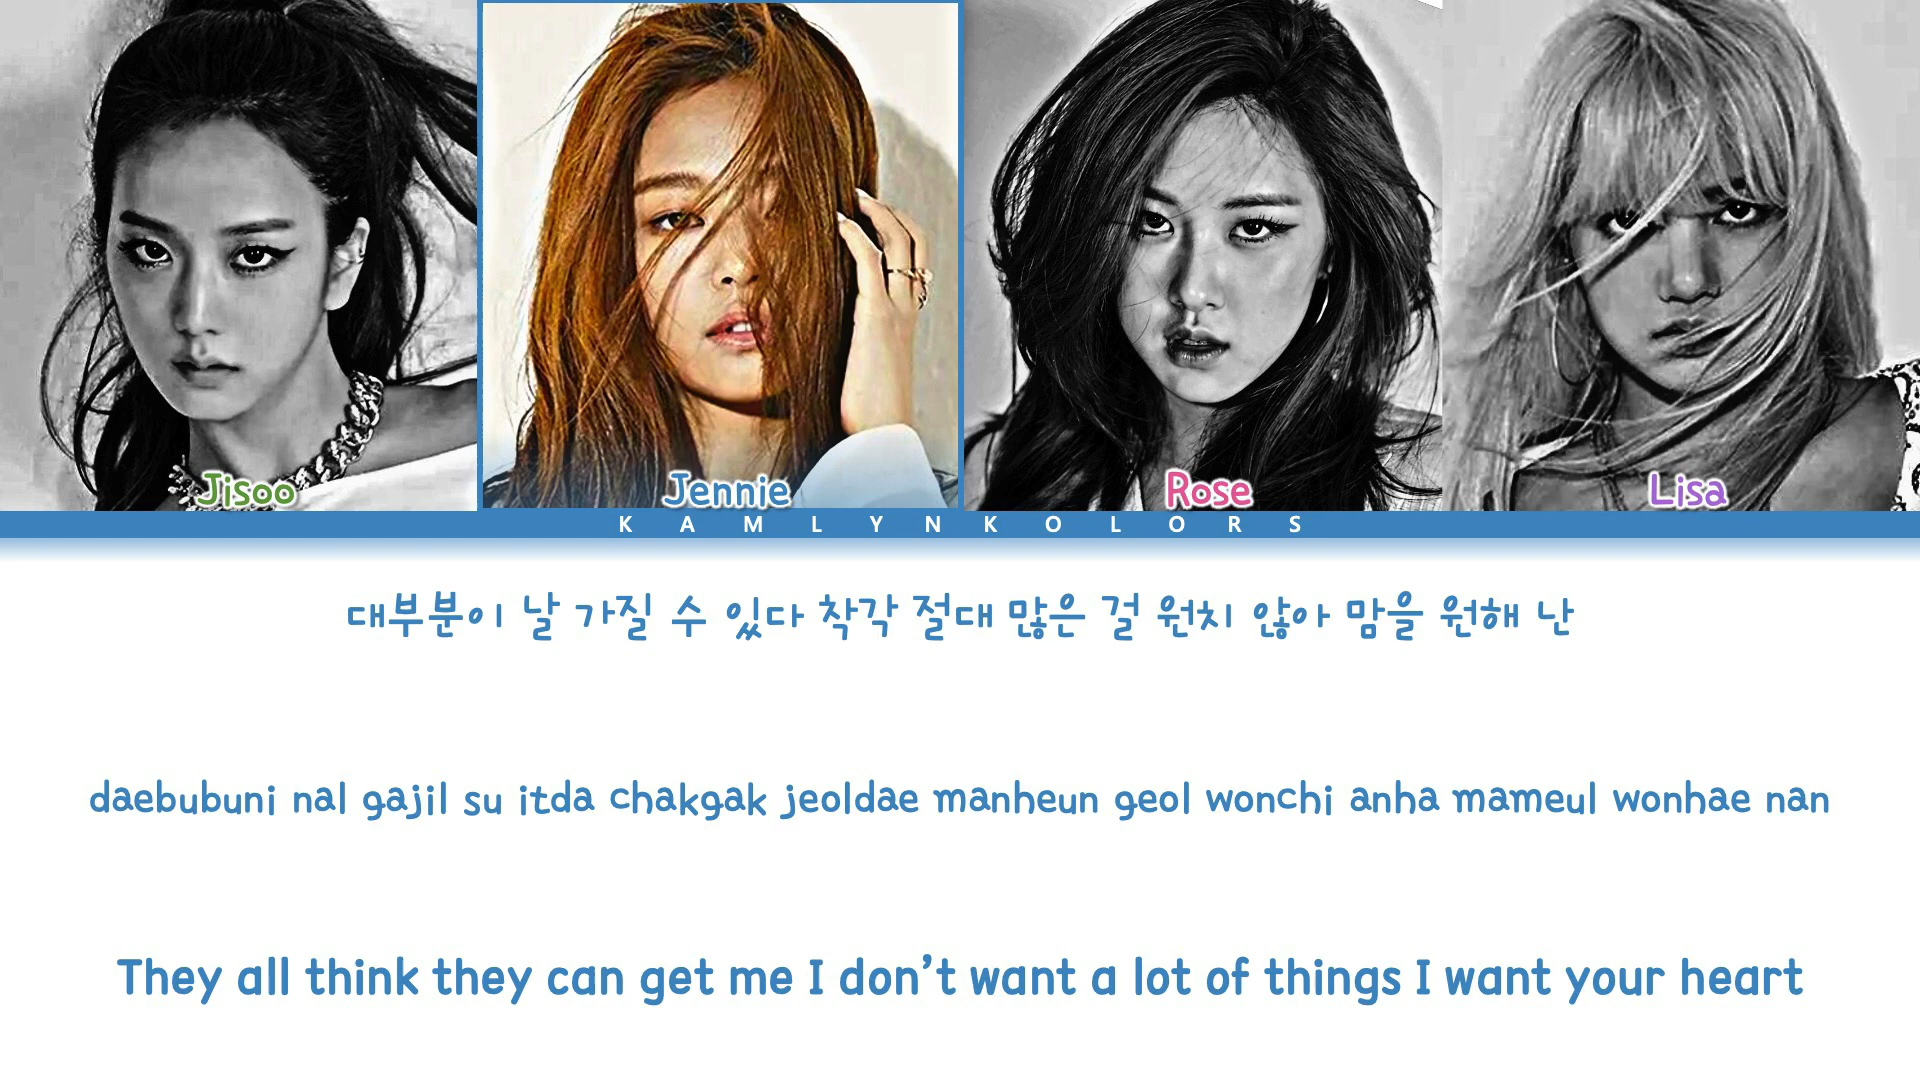 Jisoo
Jennie
Rose
Lisa
KAMLYNKOLORS
대부분이 날 가질 수 있다 착각 절대 많은 걸 원치 않아 맘을 원해 난
daebubuni nal gajil su itda chakgak jeoldae manheun geol wonchi anha mameul wonhae nan
They all think they can get me I don't want a lot of things I want your heart